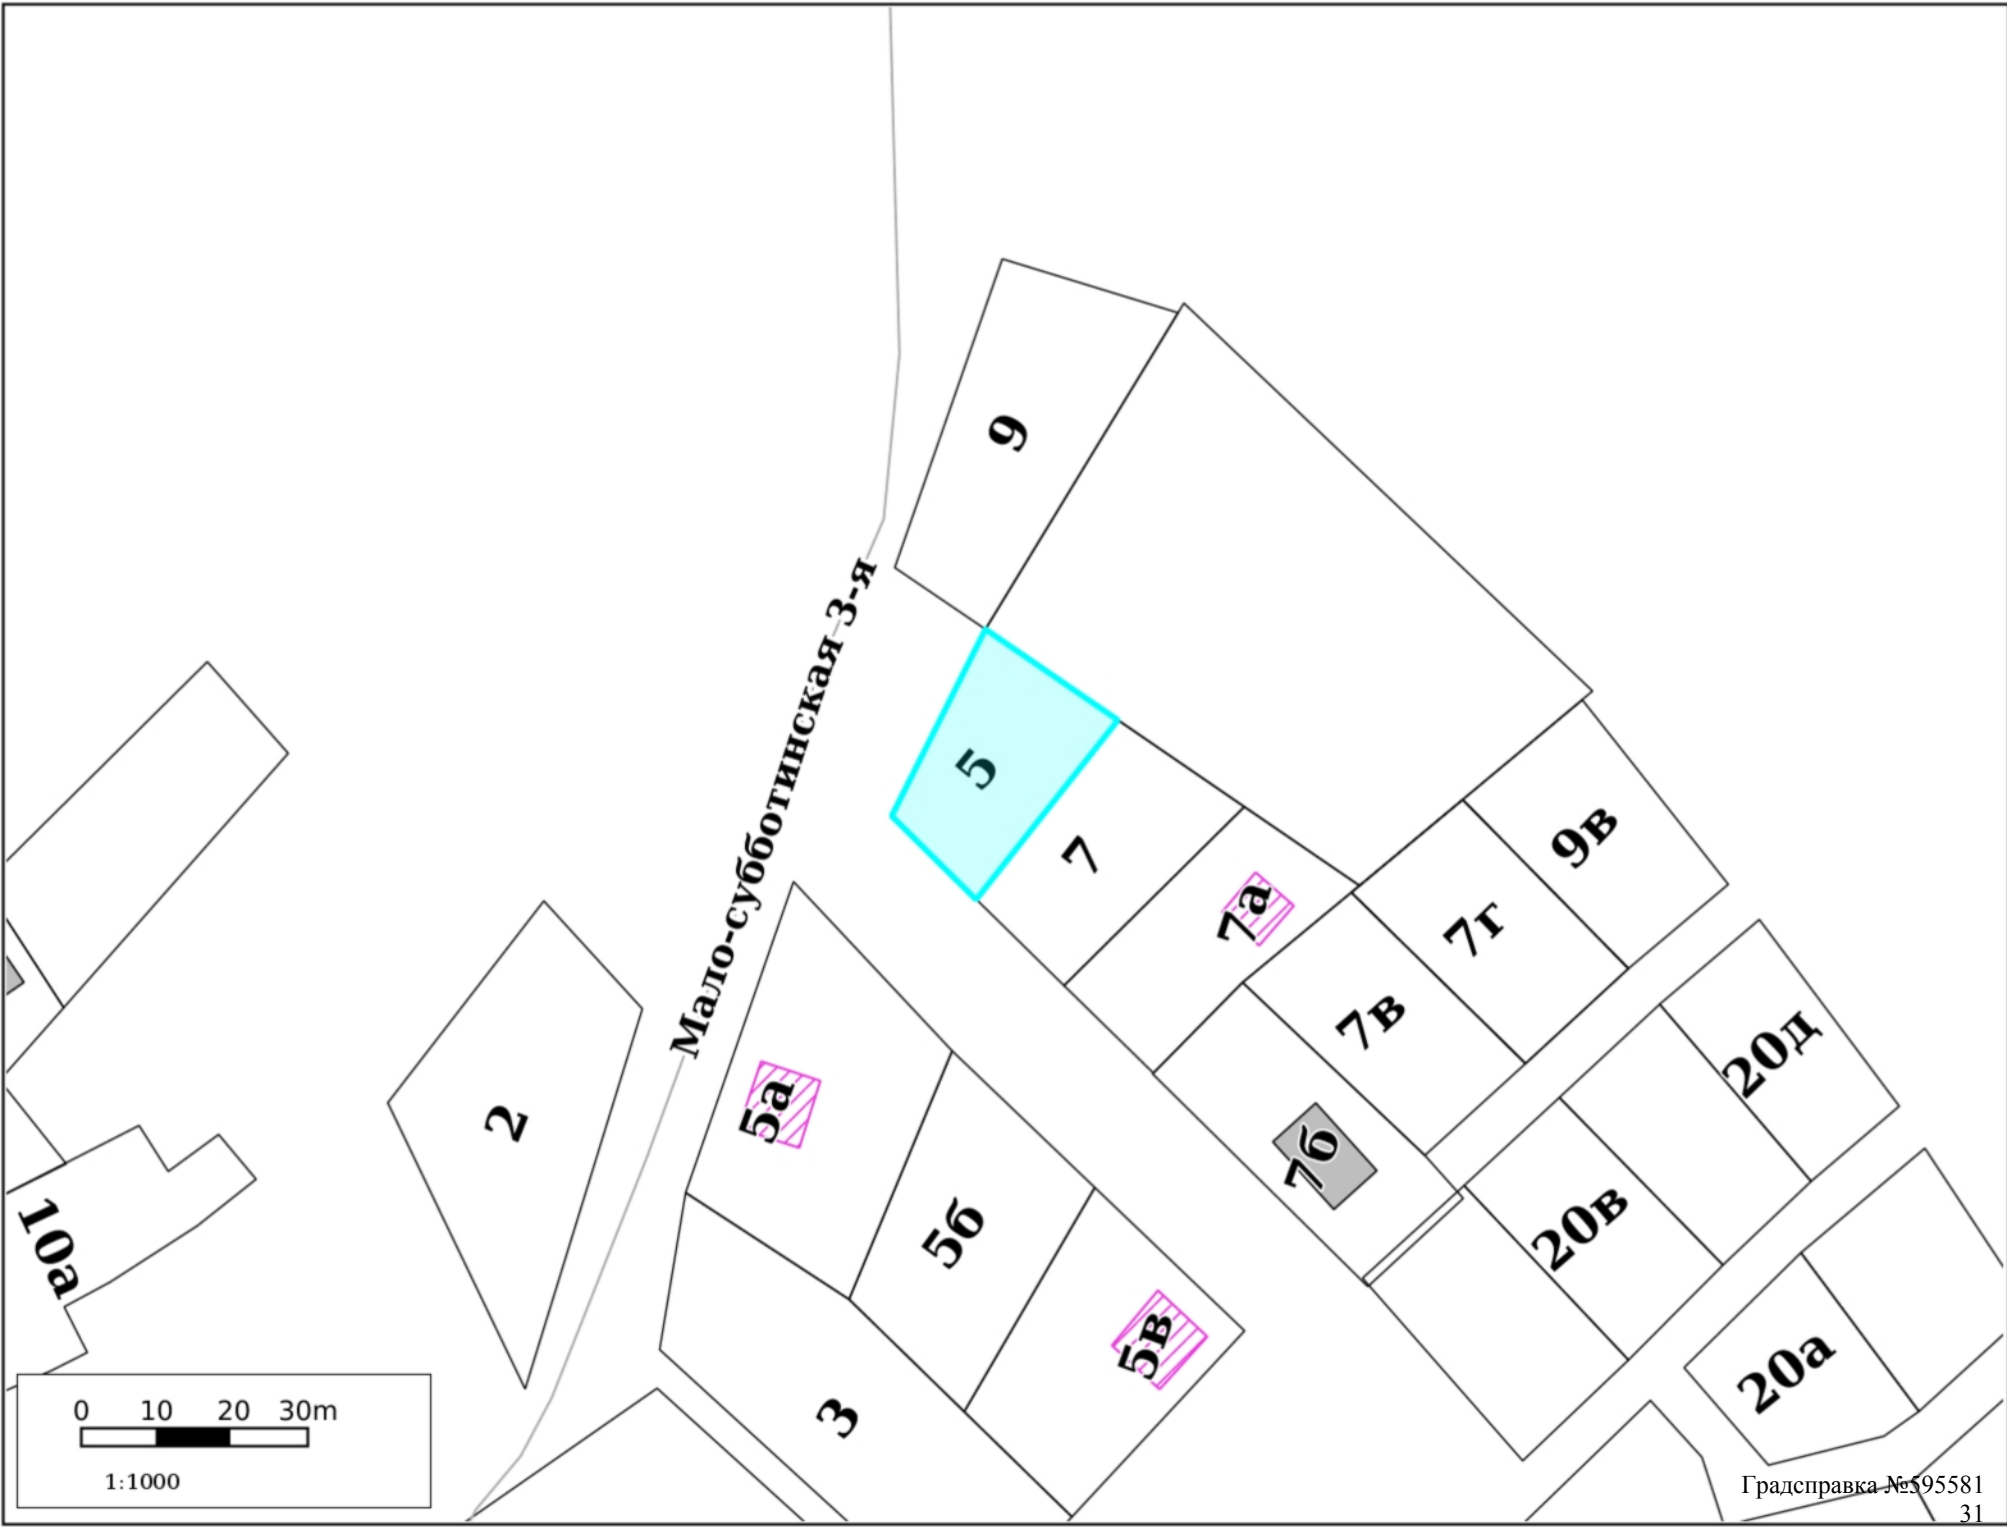 9
Мало-субботинская 3-я
5
7
9в
7а
7г
7в
20д
2
5а
7б
5б
20в
10а
5в
20а
3
0 10 20 30m
1:1000
Градсправка №595581
31